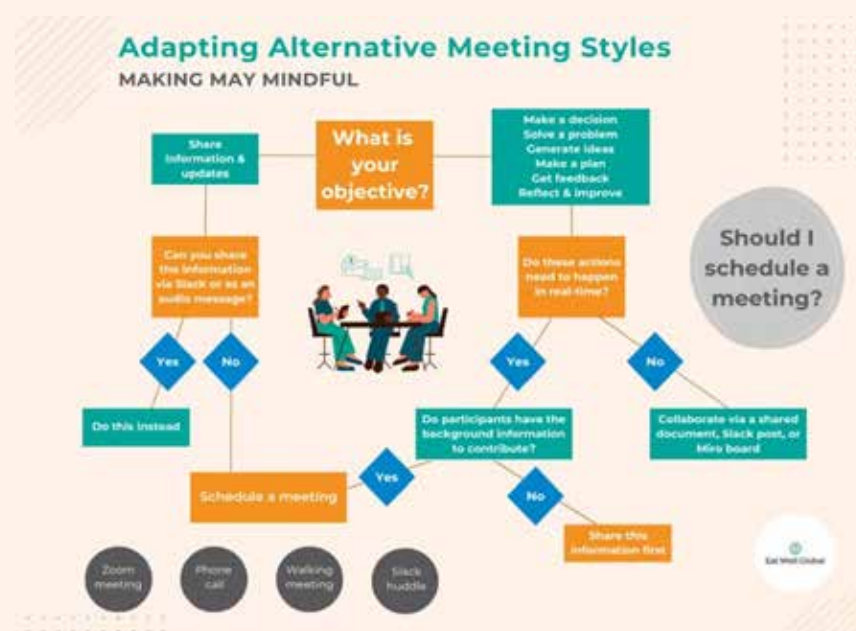 Adapting Alternative Meeting Styles
MAKING MAY MINDFUL
What is
your
objective?
Share
Information &
updates
Make a decision
Solve a problem
Generate ideas
Make a plan
Get feedback
Reflect & improve
Should I
schedule a
meeting?
Can you share
the information
via Slack or as an
audio message?
Do these actions
need to happen
in real-time?
Yes
No
Yes
No
Do this instead
Do participants have the
background information
to contribute?
Collaborate via a shared
document, Slack post, or
Miro board
Schedule a meeting
Yes
No
Share this
information first
Zoom
meeting
Phone
call
Walking
meeting
Slack
huddle
Eat Well Global